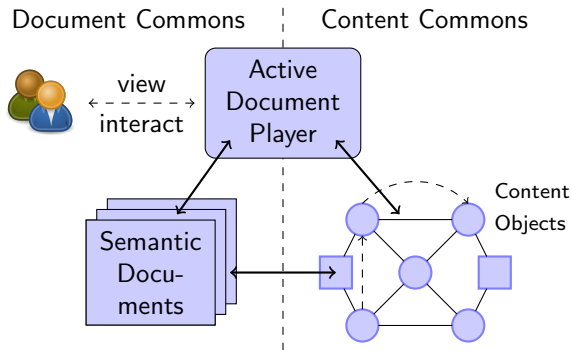 Document Commons
Content Commons
view
interact
Active
Document
Player
Content
Objects
Semantic
Docu-
ments